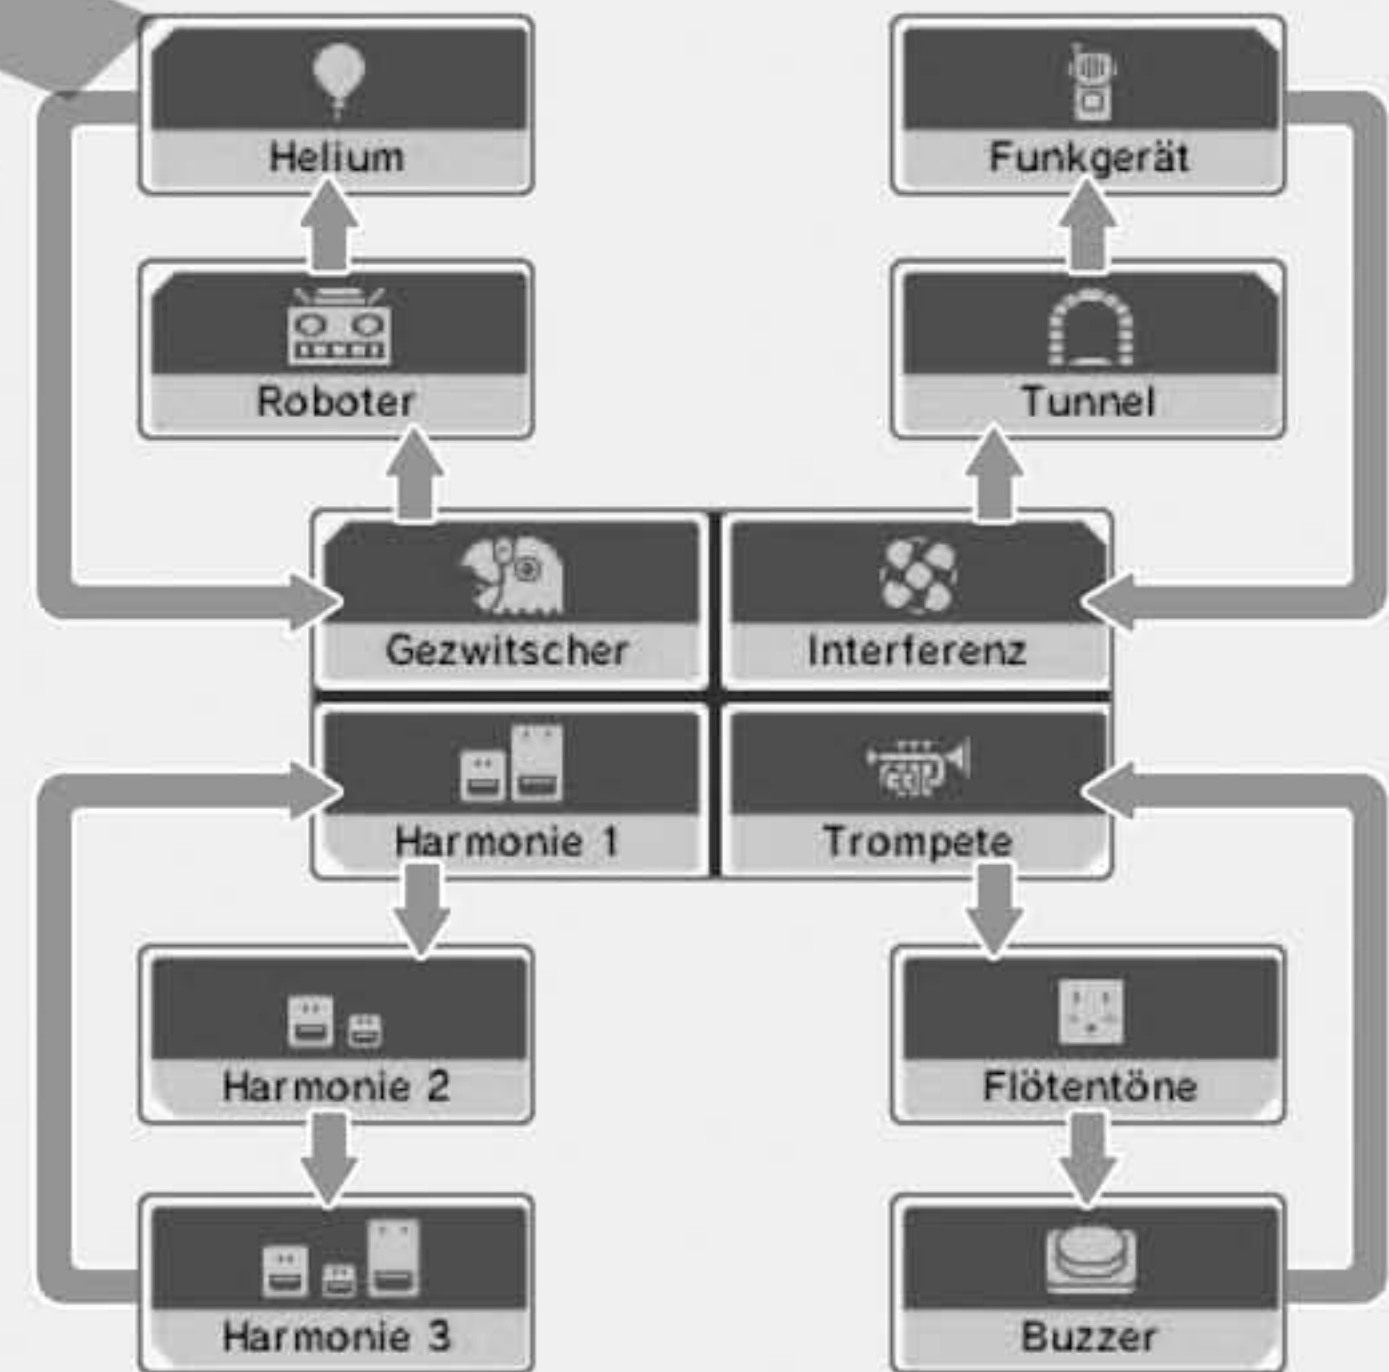 Helium
Funkgerät
Roboter
Tunnel
Gezwitscher
Interferenz
Harmonie 1
Trompete
Harmonie 2
Flötentöne
Harmonie 3
Buzzer